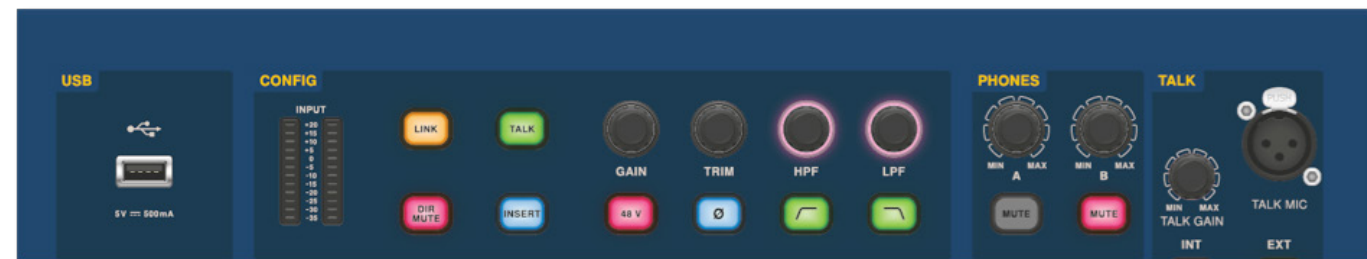 USB
5V ⎓ 500mA
CONFIG
INPUT
+20
+15
+10
+5
0
-5
-10
-15
-20
-25
-30
-35
LINK
TALK
DIR
MUTE
INSERT
GAIN
TRIM
HPF
LPF
48 V
Ø
PHONES
MIN MAX
A
MIN MAX
B
MUTE
MUTE
TALK
PUSH
MIN MAX
TALK GAIN
TALK MIC
INT
EXT